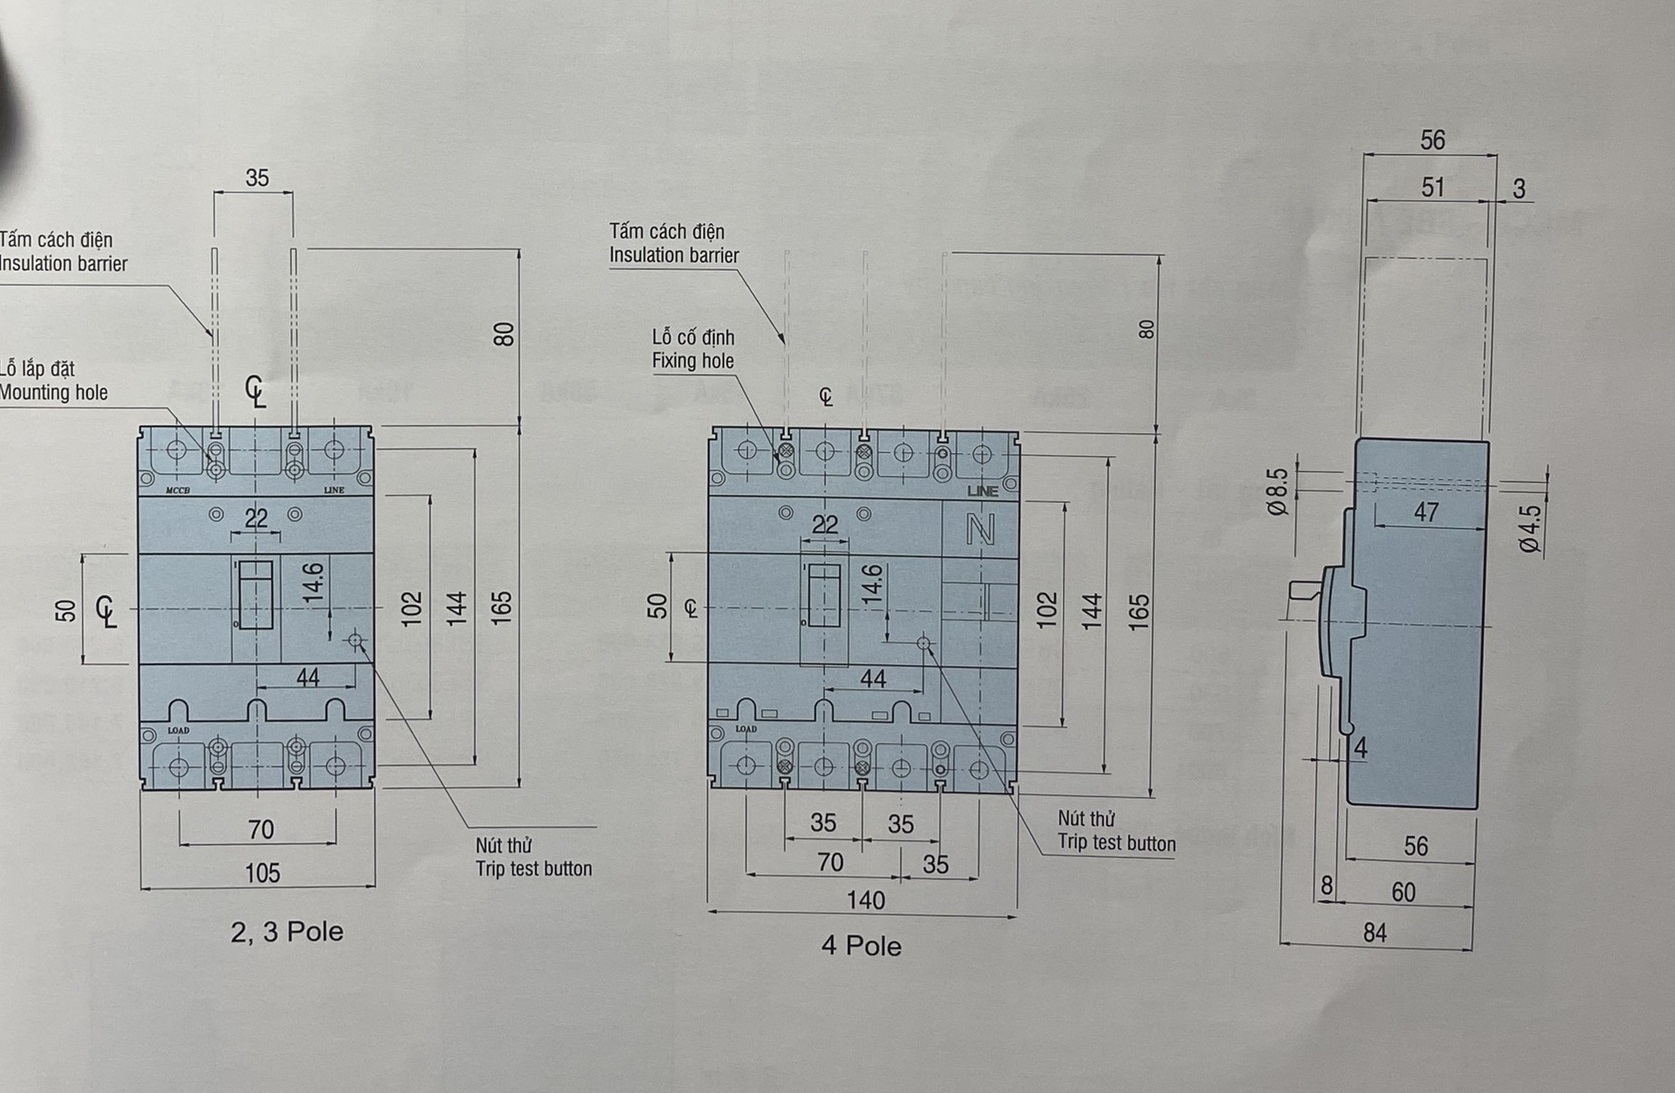 35
Tấm cách điện
Insulation barrier
80
Lỗ lắp đặt
Mounting hole
℄
MCCB
LINE
22
I
14.6
50
℄
O
102
144
165
44
LOAD
70
105
Nút thử
Trip test button
2, 3 Pole
Tấm cách điện
Insulation barrier
80
Lỗ cố định
Fixing hole
℄
LINE
N
22
I
14.6
50
℄
O
102
144
165
44
LOAD
35
35
70
35
140
Nút thử
Trip test button
4 Pole
56
51
3
Ø8.5
47
Ø4.5
4
56
8
60
84